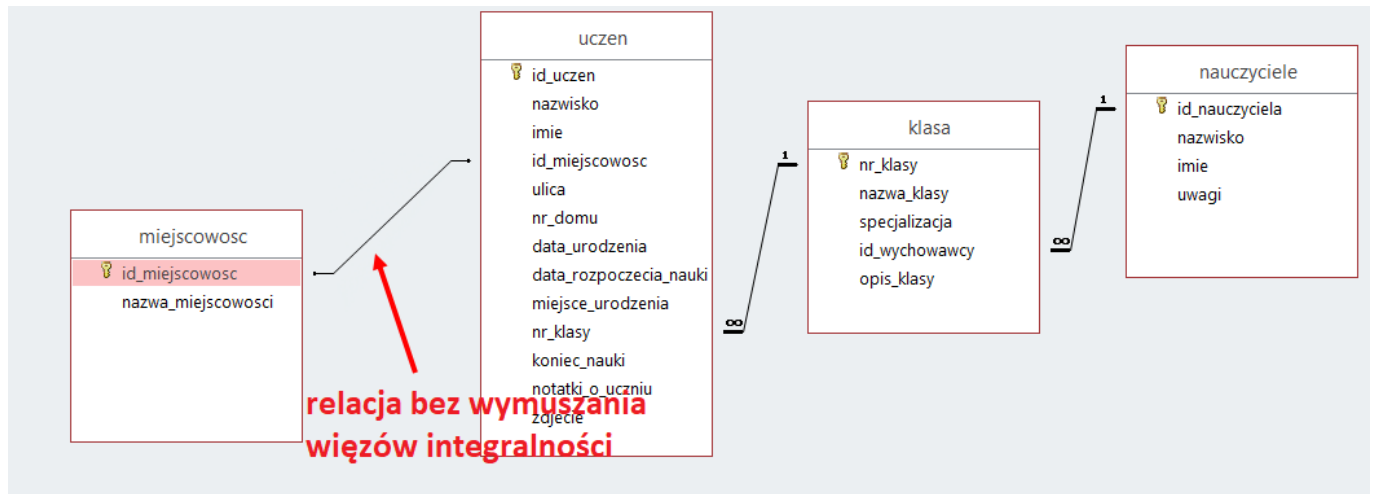 miejscowosc
id_miejscowosc
nazwa_miejscowosci
uczen
id_uczen
nazwisko
imie
id_miejscowosc
ulica
nr_domu
data_urodzenia
data_rozpoczecia_nauki
miejsce_urodzenia
nr_klasy
koniec_nauki
notatki_o_uczniu
zdjecie
relacja bez wymuszania
więzów integralności
∞
1
klasa
nr_klasy
nazwa_klasy
specjalizacja
id_wychowawcy
opis_klasy
∞
1
nauczyciele
id_nauczyciela
nazwisko
imie
uwagi